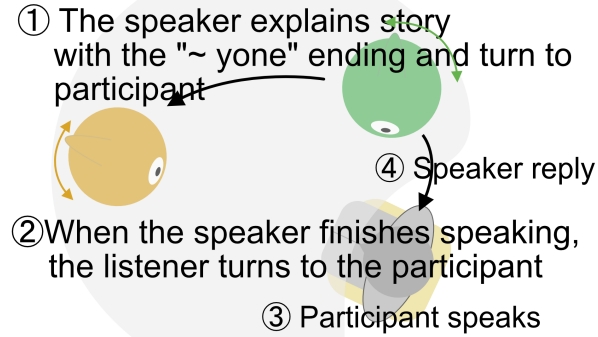 ① The speaker explains story
with the "~ yone" ending and turn to
participant
④ Speaker reply
②When the speaker finishes speaking,
the listener turns to the participant
③ Participant speaks